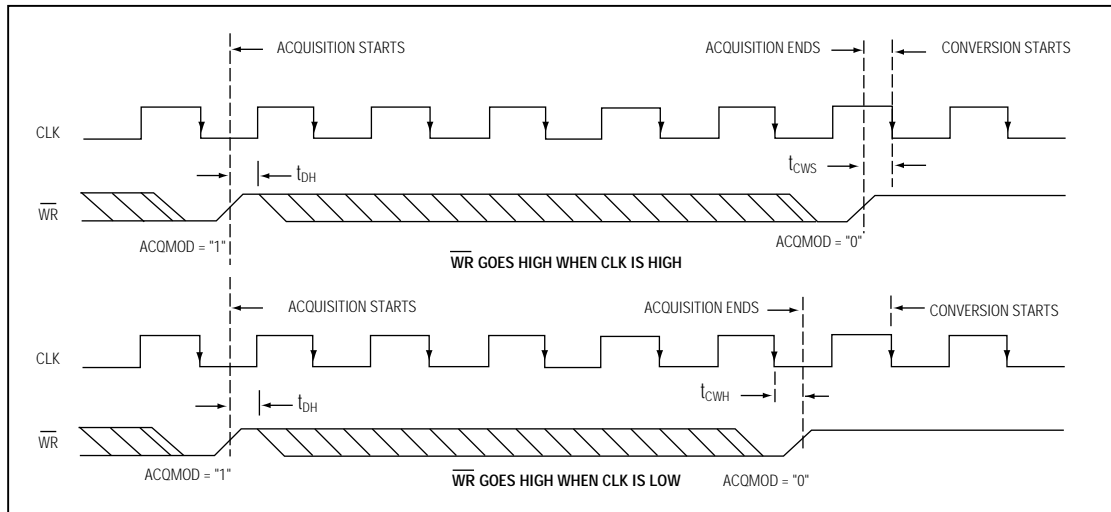 ACQUISITION STARTS
ACQUISITION ENDS
CONVERSION STARTS
CLK
tCWS
tDH
WR
ACQMOD = "1"
ACQMOD = "0"
WR GOES HIGH WHEN CLK IS HIGH
ACQUISITION STARTS
ACQUISITION ENDS
CONVERSION STARTS
CLK
tDH
tCWH
WR
ACQMOD = "1"
WR GOES HIGH WHEN CLK IS LOW
ACQMOD = "0"